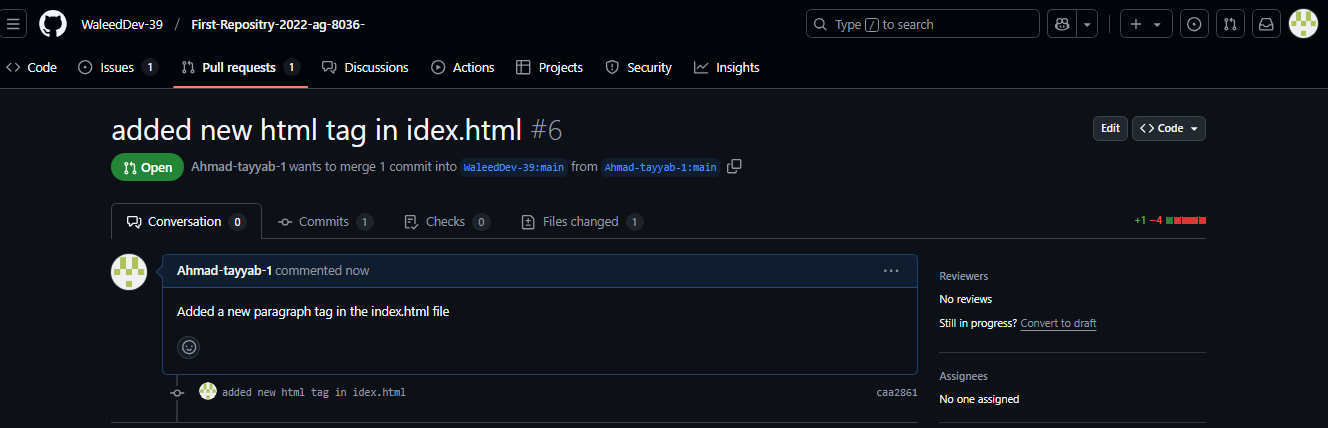 WaleedDev-39 / First-Repositry-2022-ag-8036-
Type / to search
Code Issues 1 Pull requests 1 Discussions Actions Projects Security Insights
added new html tag in idex.html #6
Edit Code
Open Ahmad-tayyab-1 wants to merge 1 commit into WaleedDev-39:main from Ahmad-tayyab-1:main
Conversation 0 Commits 1 Checks 0 Files changed 1 +1 −4
Ahmad-tayyab-1 commented now
Added a new paragraph tag in the index.html file
added new html tag in idex.html caa2861
Reviewers
No reviews
Still in progress? Convert to draft
Assignees
No one assigned